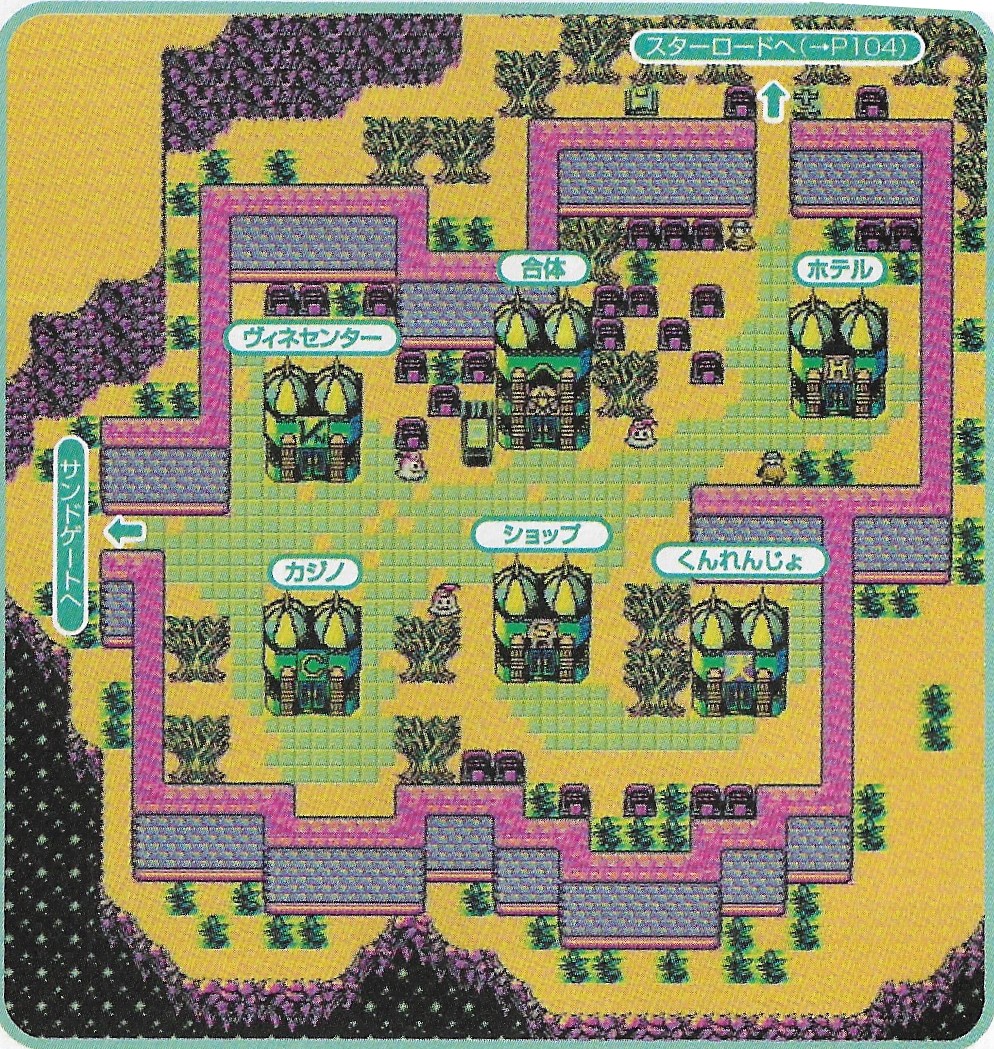 スターロードへ(→P104)
合体
ホテル
ヴィネセンター
サンドゲートへ
ショップ
くんれんじょ
カジノ
V
H
C
S